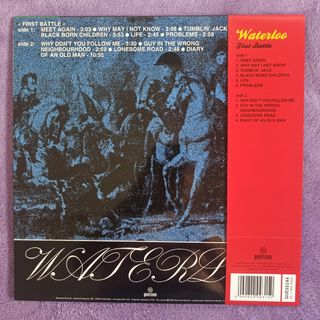 « FIRST BATTLE »
side 1: MEET AGAIN - 3:03 ● WHY MAY I NOT KNOW - 3:08 ● TUMBLIN' JACK
BLACK BORN CHILDREN - 3:53 ● LIFE - 2:45 ● PROBLEMS - 2:38
side 2: WHY DON'T YOU FOLLOW ME - 3:30 ● GUY IN THE WRONG
NEIGHBOURHOOD - 2:52 ● LONESOME ROAD - 2:48 ● DIARY
OF AN OLD MAN - 10:55
WATERL
guerssen
Waterloo
First Battle
side 1
1. MEET AGAIN
2. WHY MAY I NOT KNOW
3. TUMBLIN' JACK
4. BLACK BORN CHILDREN
5. LIFE
6. PROBLEMS
side 2
1. WHY DON'T YOU FOLLOW ME
2. GUY IN THE WRONG
NEIGHBOURHOOD
3. LONESOME ROAD
4. DIARY OF AN OLD MAN
guerssen